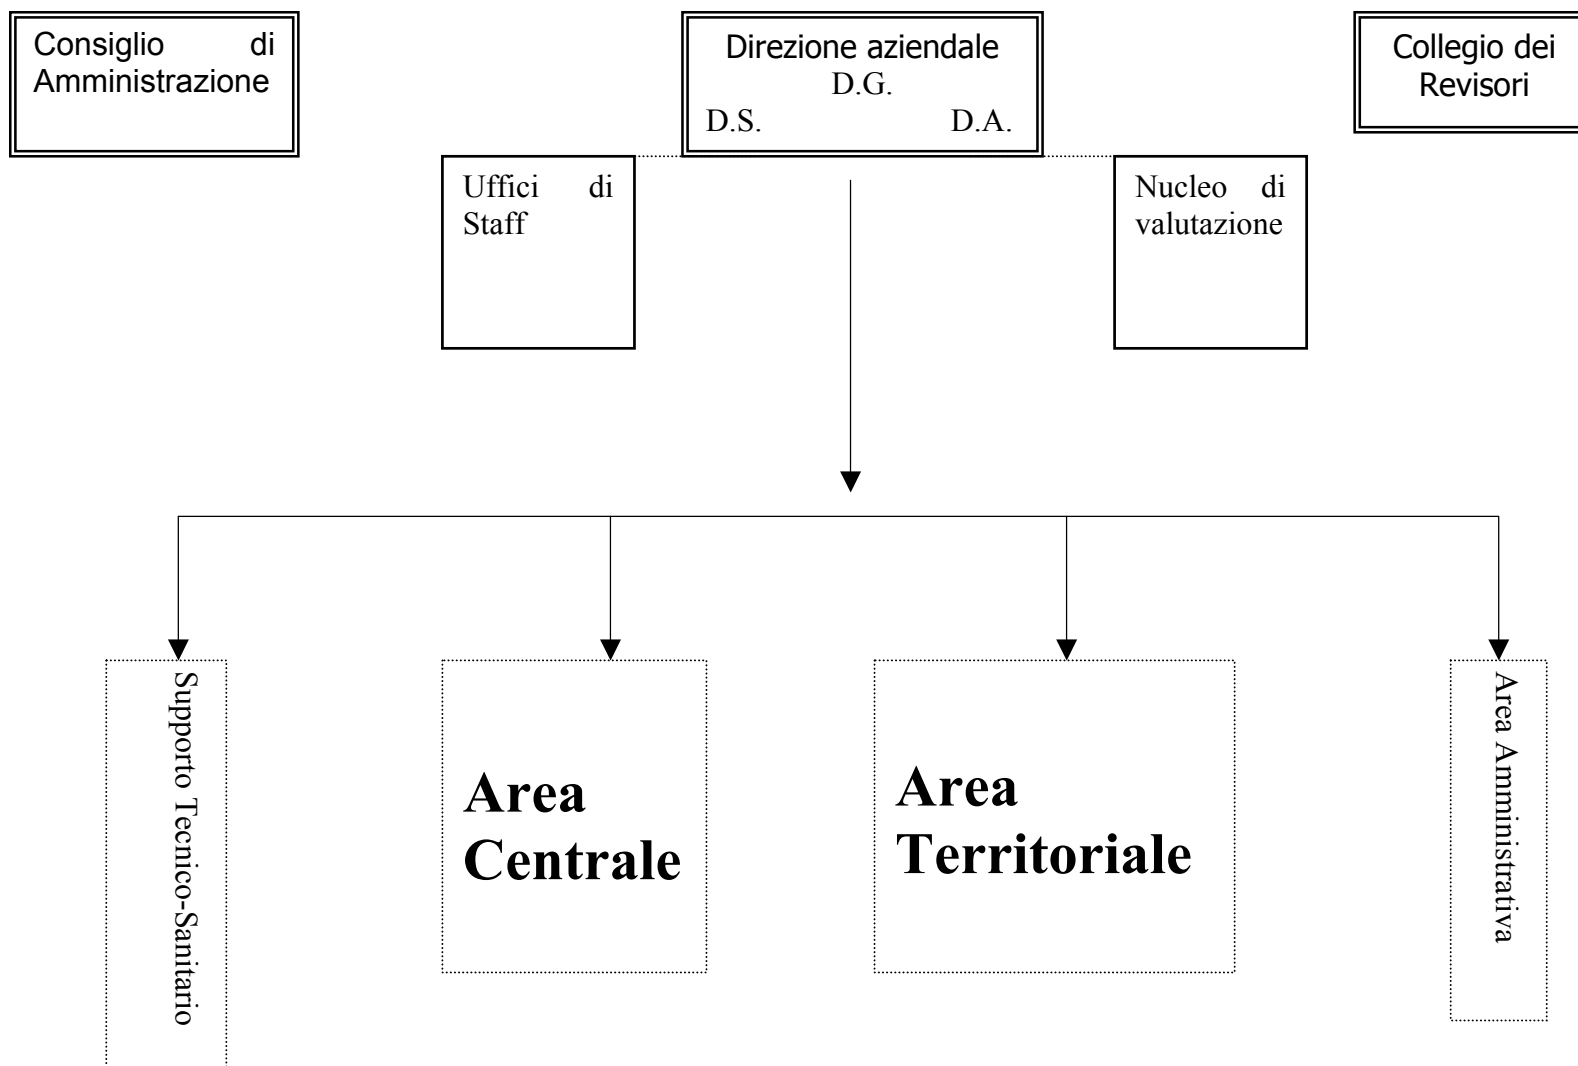 Consiglio di
Amministrazione
Direzione aziendale
D.G.
D.S. D.A.
Collegio dei
Revisori
Uffici di
Staff
Nucleo di
valutazione
Supporto Tecnico-Sanitario
Area
Centrale
Area
Territoriale
Area Amministrativa